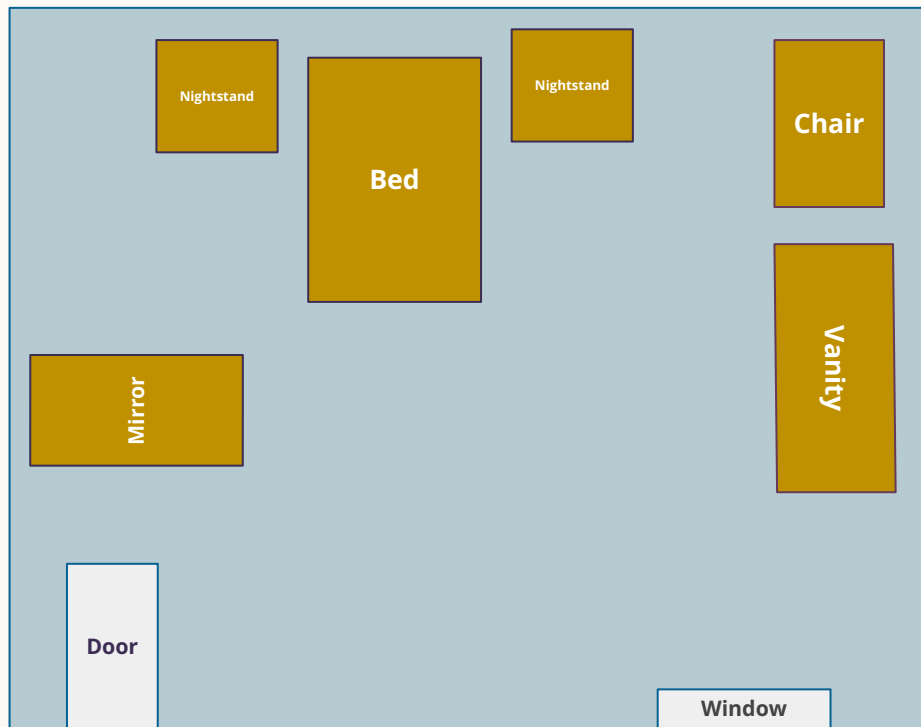 Nightstand
Bed
Nightstand
Chair
Vanity
Mirror
Door
Window